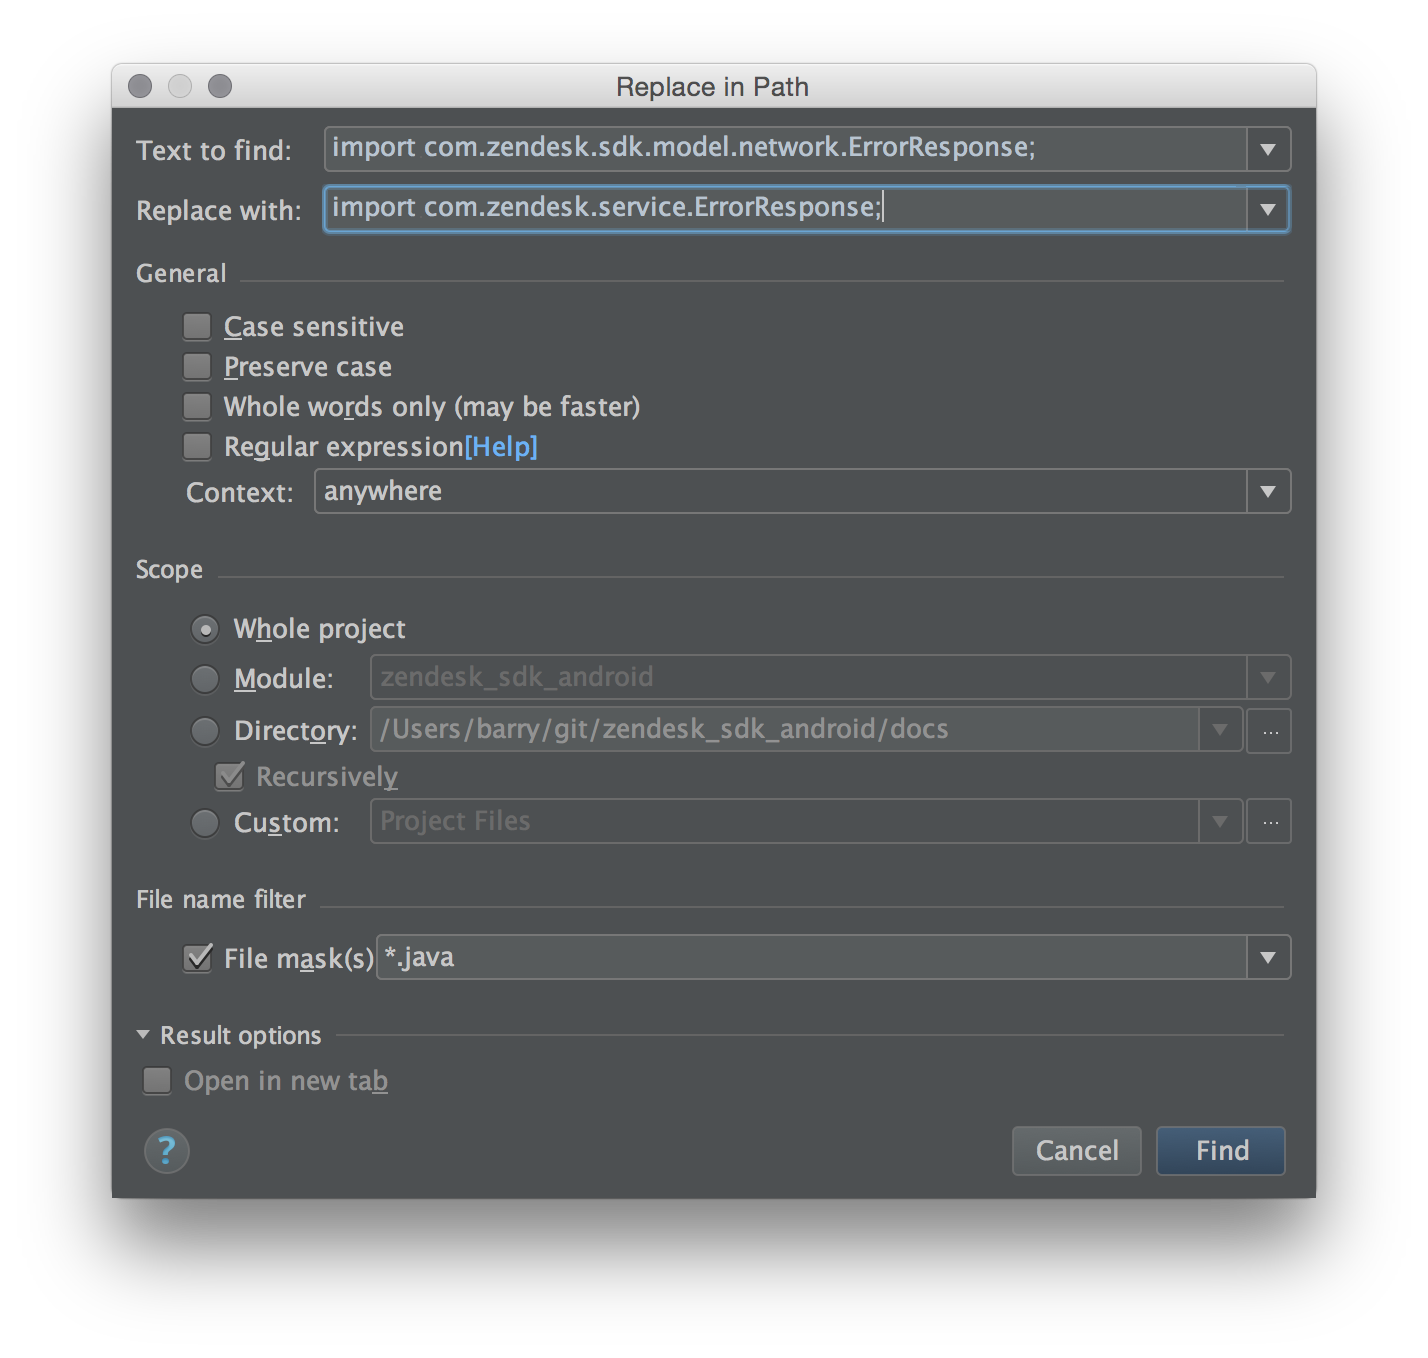 Replace in Path
Text to find: import com.zendesk.sdk.model.network.ErrorResponse;
Replace with: import com.zendesk.service.ErrorResponse;
General
Case sensitive
Preserve case
Whole words only (may be faster)
Regular expression[Help]
Context: anywhere
Scope
Whole project
Module: zendesk_sdk_android
Directory: /Users/barry/git/zendesk_sdk_android/docs ...
Recursively
Custom: Project Files ...
File name filter
File mask(s) *.java
Result options
Open in new tab
? Cancel Find